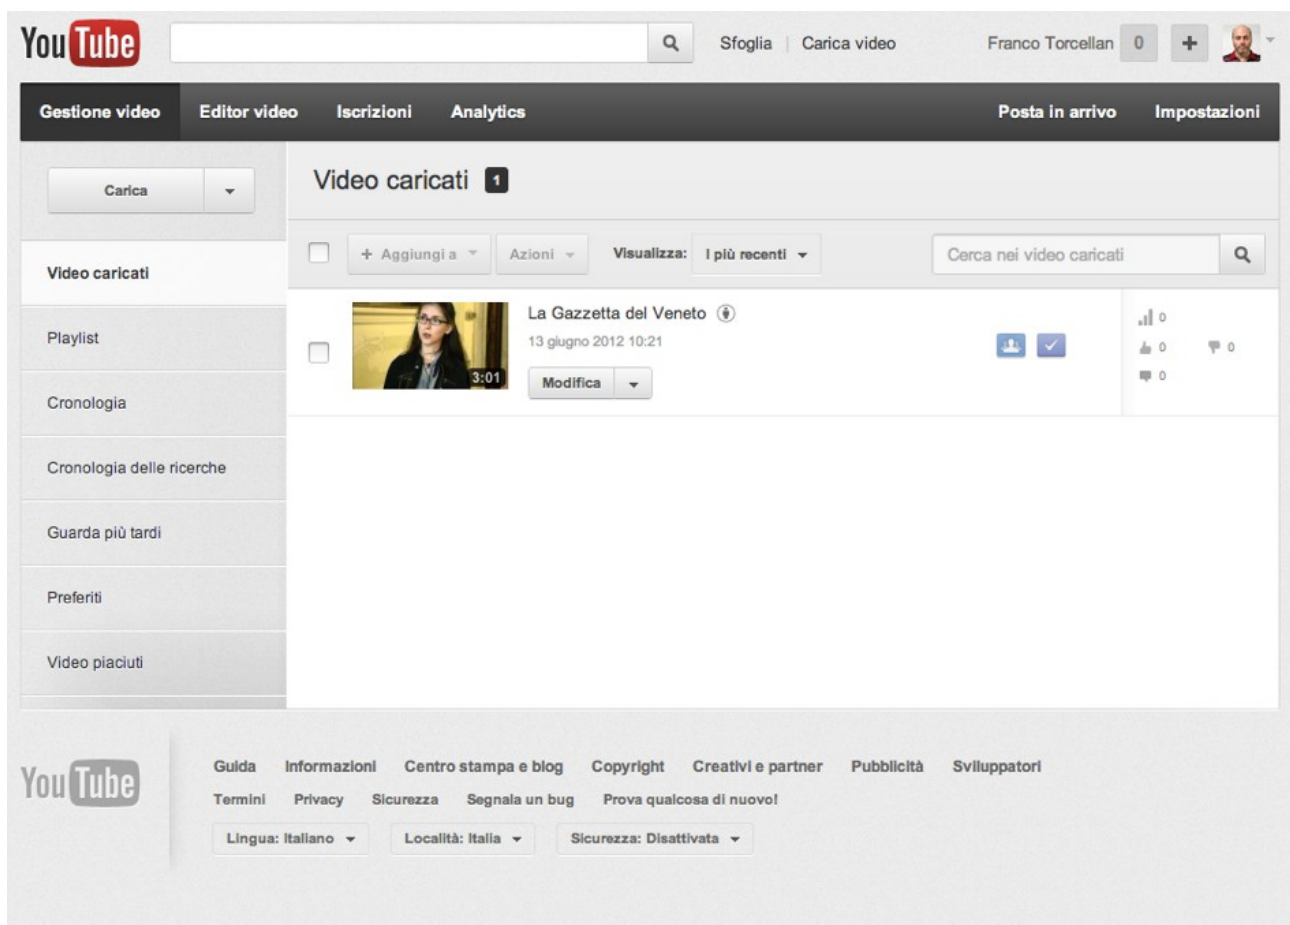 YouTube Sfoglia Carica video Franco Torcellan 0 +
Gestione video Editor video Iscrizioni Analytics Posta in arrivo Impostazioni
Carica
Video caricati 1
+ Aggiungi a Azioni Visualizza: I più recenti Cerca nei video caricati
Video caricati
Playlist
Cronologia
Cronologia delle ricerche
Guarda più tardi
Preferiti
Video piaciuti
La Gazzetta del Veneto
13 giugno 2012 10:21
3:01
Modifica
0
0 0
0
YouTube
Guida Informazioni Centro stampa e blog Copyright Creativi e partner Pubblicità Sviluppatori
Termini Privacy Sicurezza Segnala un bug Prova qualcosa di nuovo!
Lingua: Italiano Località: Italia Sicurezza: Disattivata